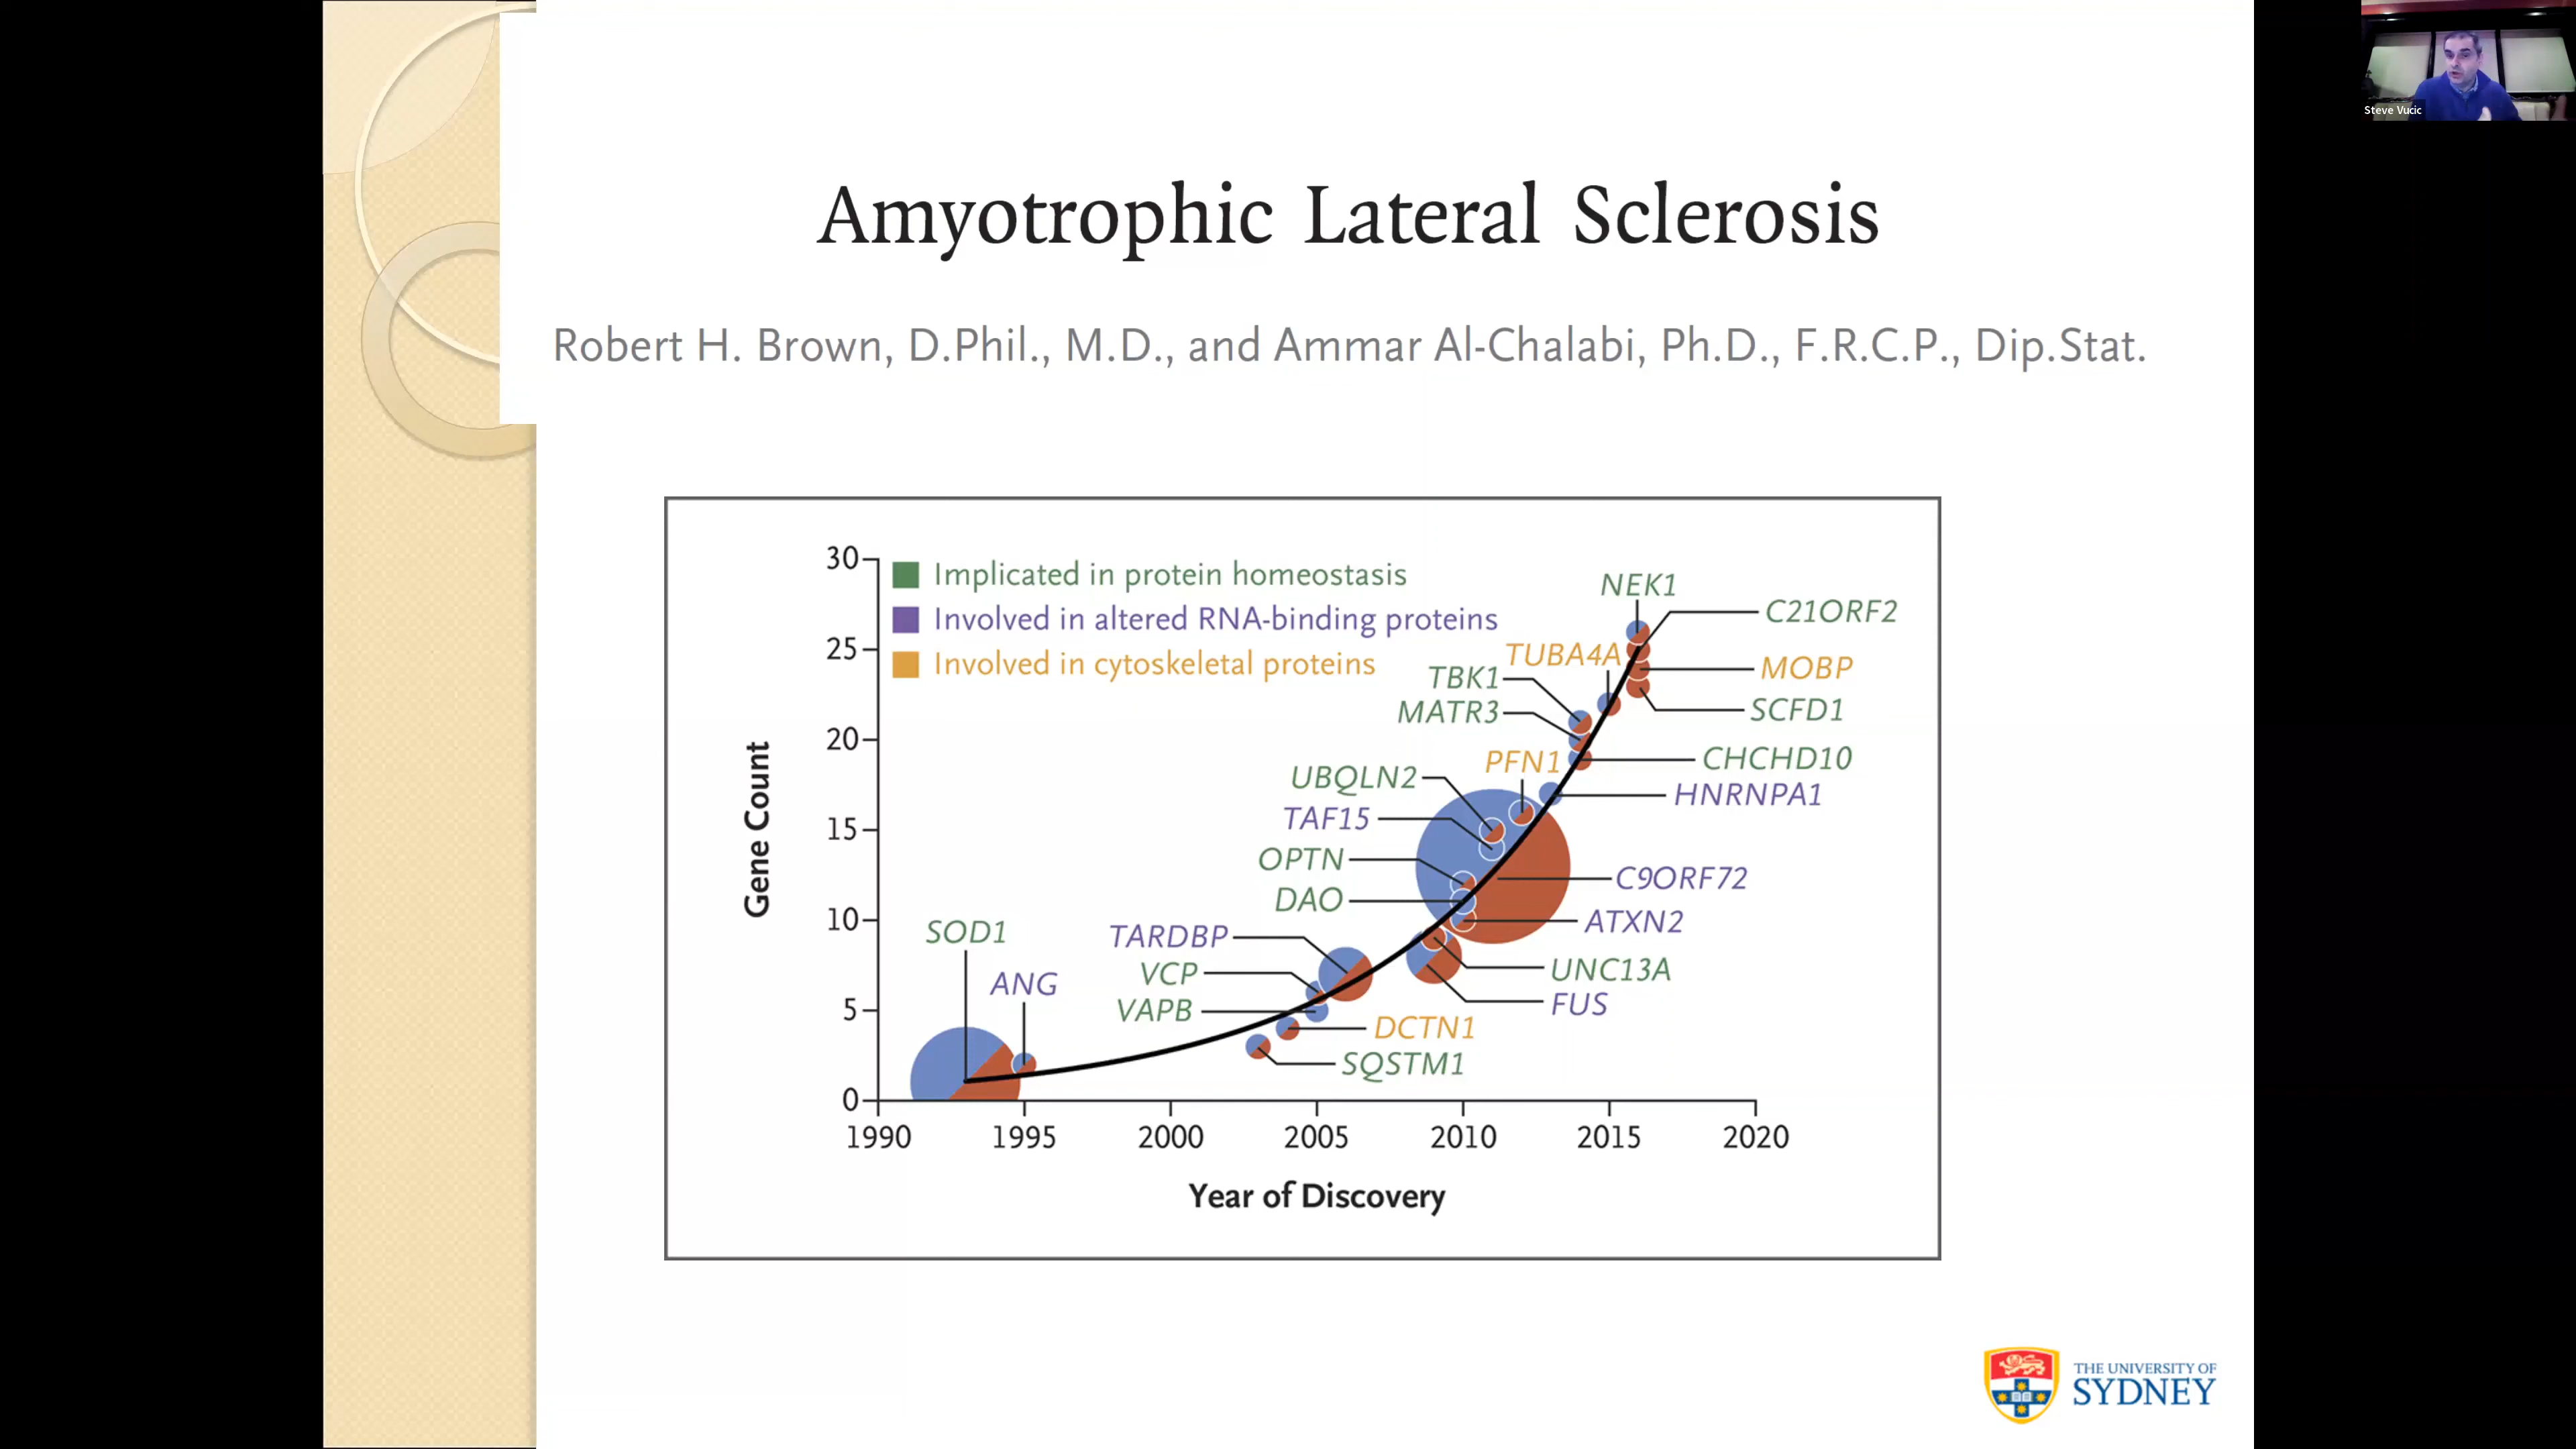 Steve Vucic
Amyotrophic Lateral Sclerosis
Robert H. Brown, D.Phil., M.D., and Ammar Al-Chalabi, Ph.D., F.R.C.P., Dip.Stat.
30
25
20
15
10
5
0
Gene Count
Implicated in protein homeostasis
Involved in altered RNA-binding proteins
Involved in cytoskeletal proteins
NEK1
C21ORF2
TUBA4A
MOBP
TBK1
SCFD1
MATR3
CHCHD10
PFN1
UBQLN2
HNRNPA1
TAF15
OPTN
C9ORF72
DAO
ATXN2
SOD1
TARDBP
UNC13A
VCP
ANG
FUS
VAPB
DCTN1
SQSTM1
1990 1995 2000 2005 2010 2015 2020
Year of Discovery
THE UNIVERSITY OF
SYDNEY